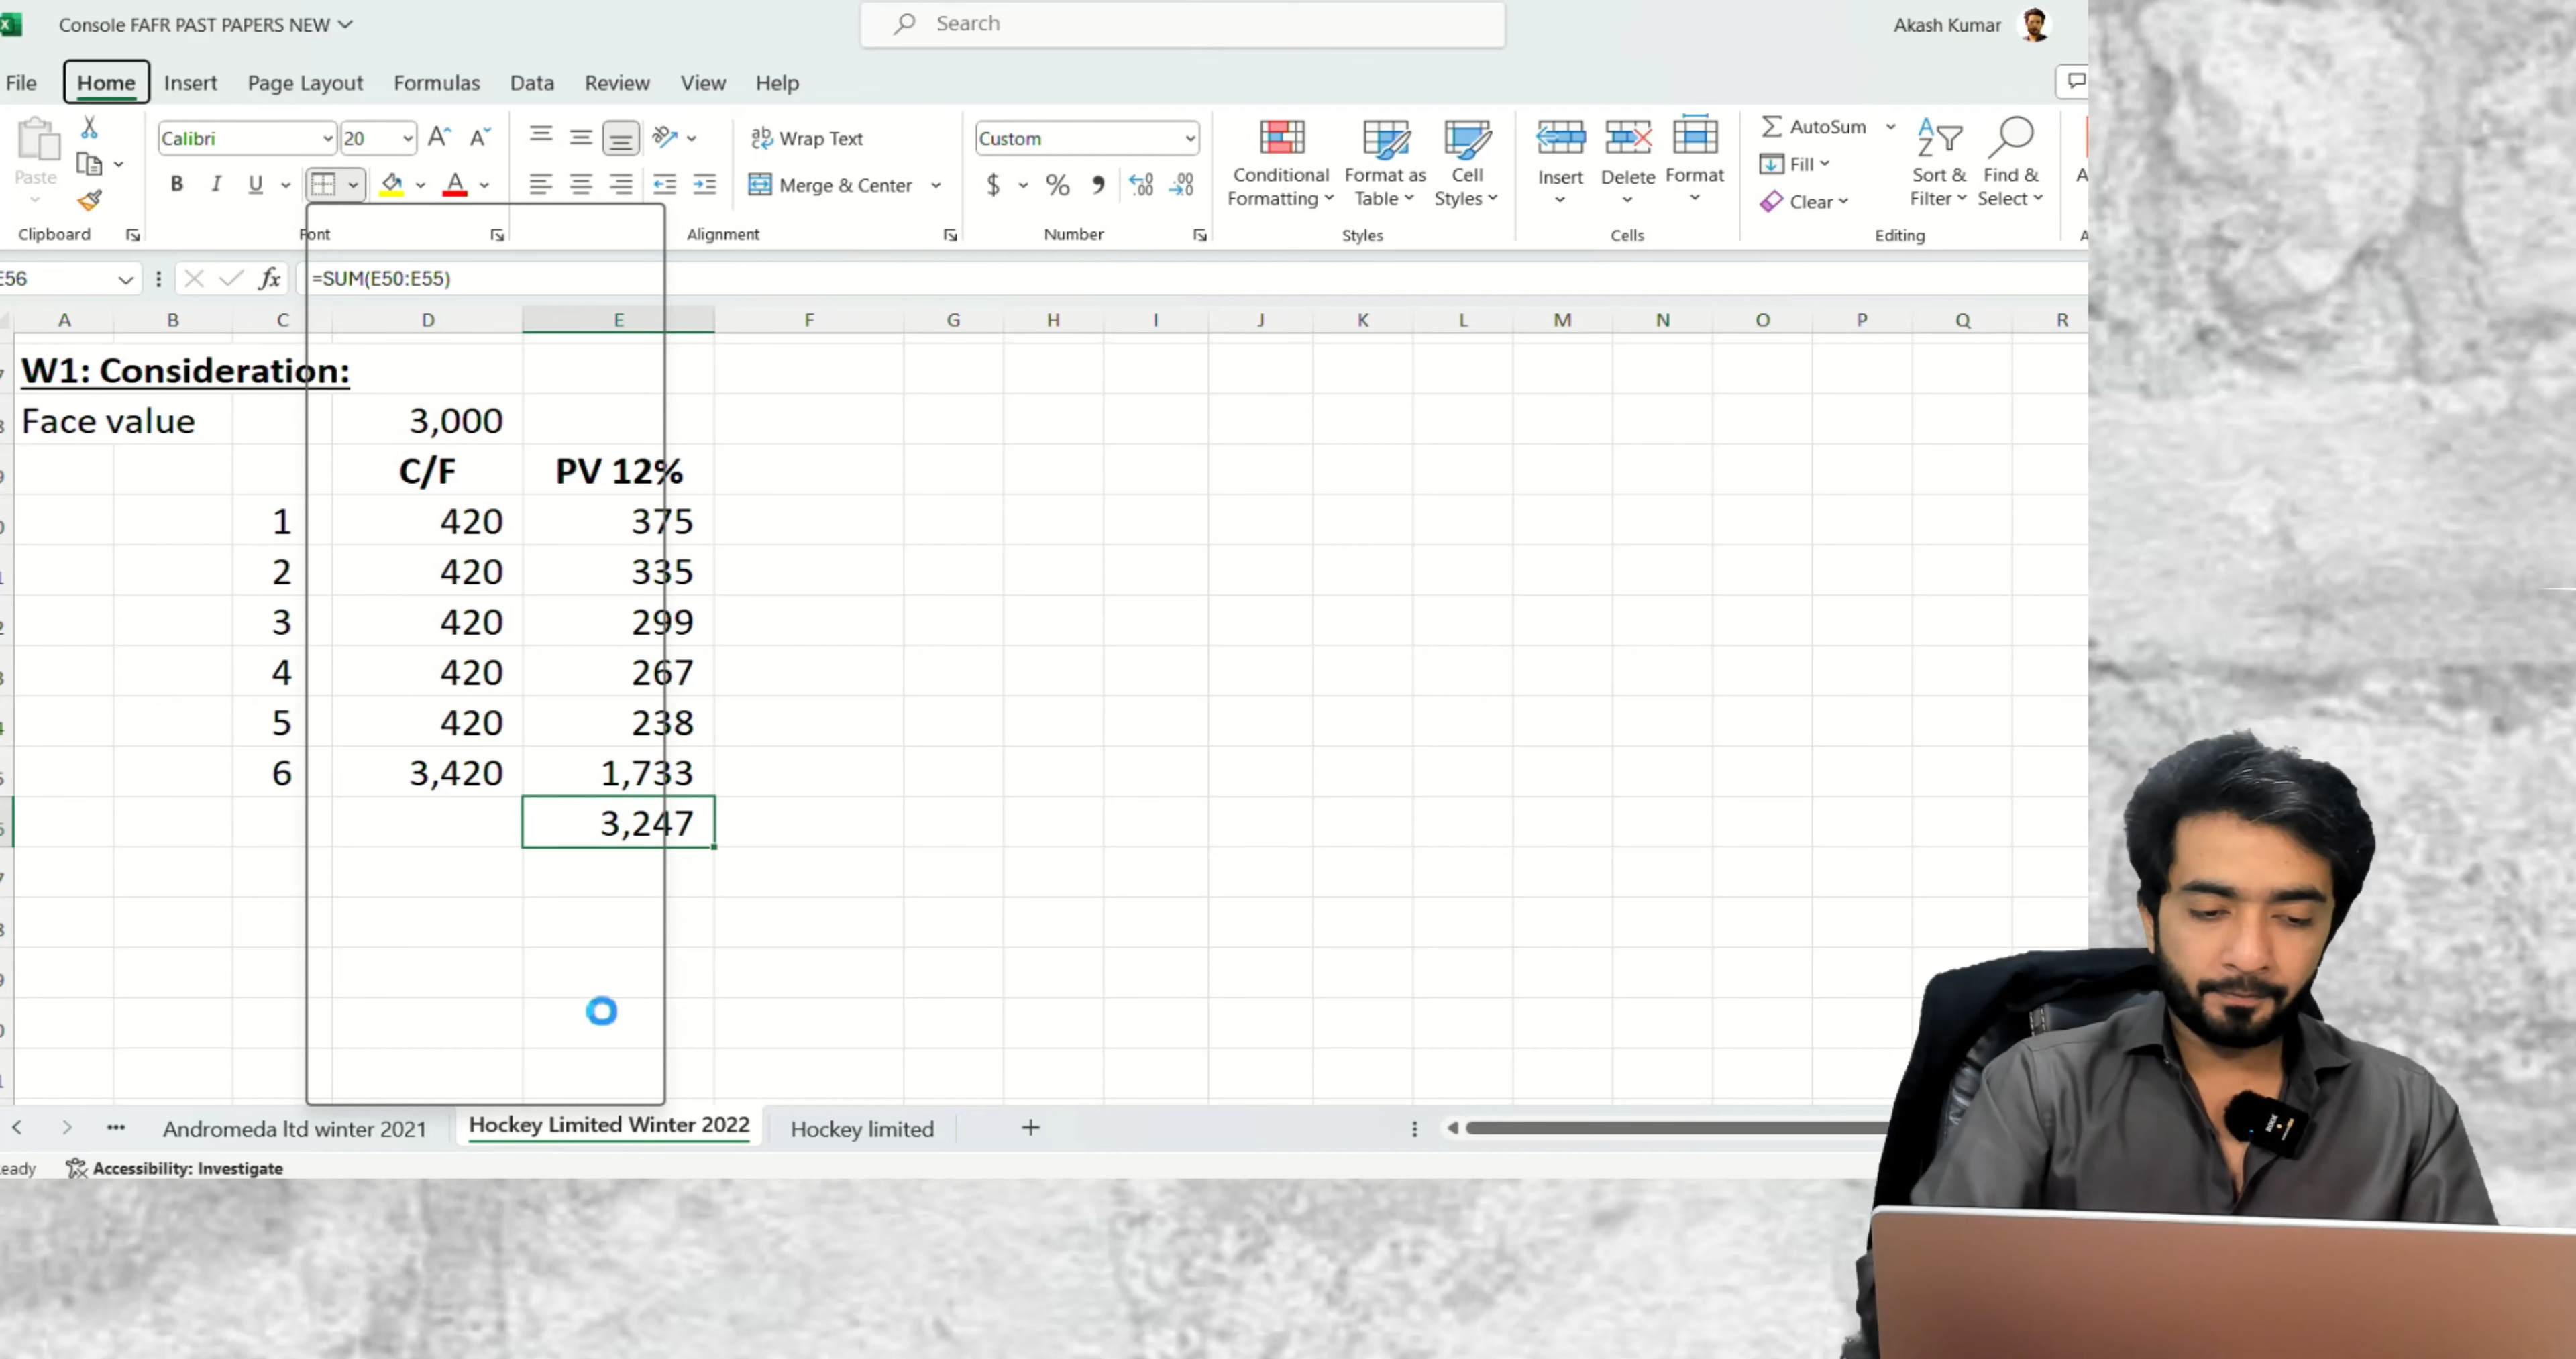 Console FAFR PAST PAPERS NEW
Search
Akash Kumar
File Home Insert Page Layout Formulas Data Review View Help
Paste
Clipboard
Calibri 20
B I U A
Font
Wrap Text
Merge & Center
Alignment
Custom
$ % 9 .00 .00
Number
Conditional Formatting
Format as Table
Cell Styles
Styles
Insert Delete Format
Cells
AutoSum
Fill
Clear
Sort & Filter
Find & Select
Editing
E56 fx =SUM(E50:E55)
A B C D E F G H I J K L M N O P Q R
W1: Consideration:
Face value 3,000
C/F PV 12%
1 420 375
2 420 335
3 420 299
4 420 267
5 420 238
6 3,420 1,733
3,247
Andromeda ltd winter 2021 Hockey Limited Winter 2022 Hockey limited
Accessibility: Investigate